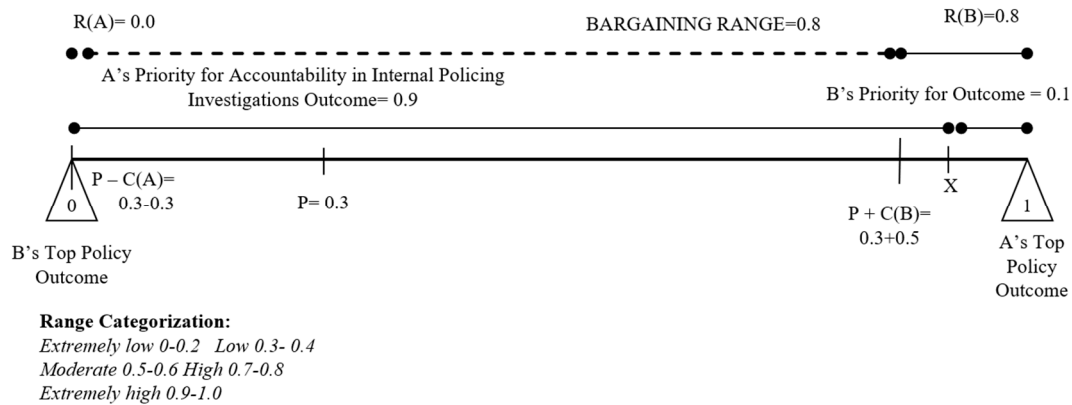 R(A)= 0.0
BARGAINING RANGE=0.8
R(B)=0.8
A’s Priority for Accountability in Internal Policing
Investigations Outcome= 0.9
B’s Priority for Outcome = 0.1
P – C(A)=
0.3-0.3
0
P= 0.3
X
P + C(B)=
0.3+0.5
1
B’s Top Policy
Outcome
A’s Top
Policy
Outcome
Range Categorization:
Extremely low 0-0.2 Low 0.3- 0.4
Moderate 0.5-0.6 High 0.7-0.8
Extremely high 0.9-1.0